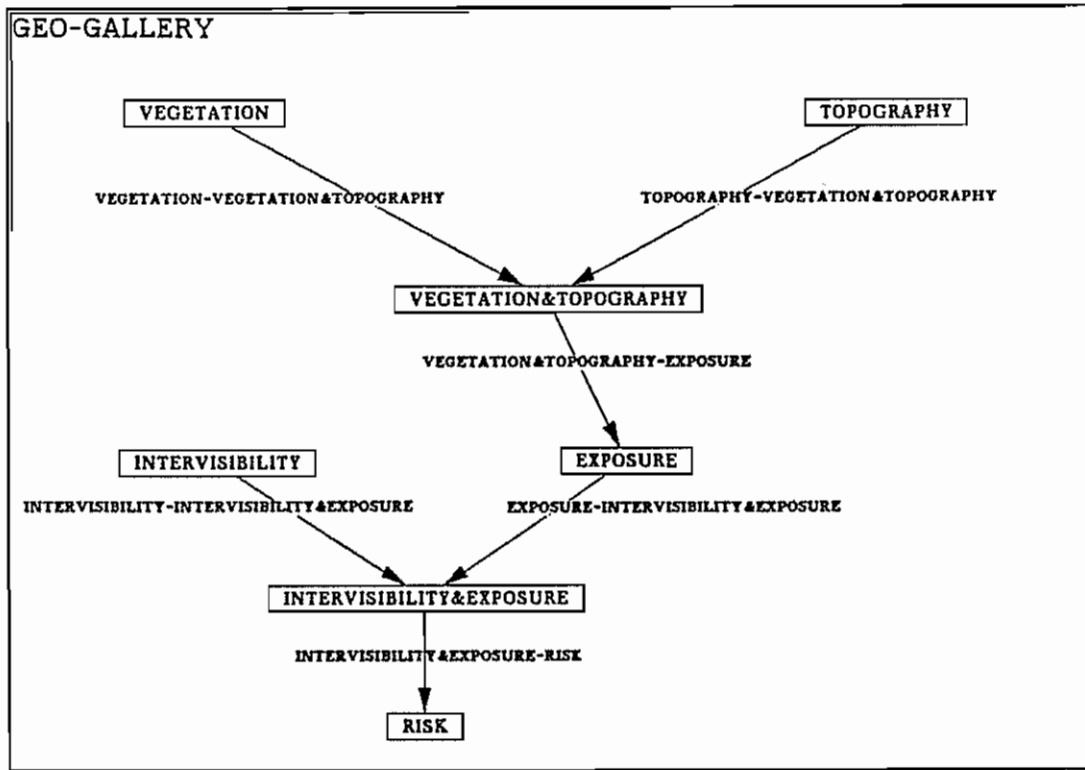 GEO-GALLERY
VEGETATION
TOPOGRAPHY
VEGETATION-VEGETATION&TOPOGRAPHY
TOPOGRAPHY-VEGETATION&TOPOGRAPHY
VEGETATION&TOPOGRAPHY
VEGETATION&TOPOGRAPHY-EXPOSURE
INTERVISIBILITY
EXPOSURE
INTERVISIBILITY-INTERVISIBILITY&EXPOSURE
EXPOSURE-INTERVISIBILITY&EXPOSURE
INTERVISIBILITY&EXPOSURE
INTERVISIBILITY&EXPOSURE-RISK
RISK